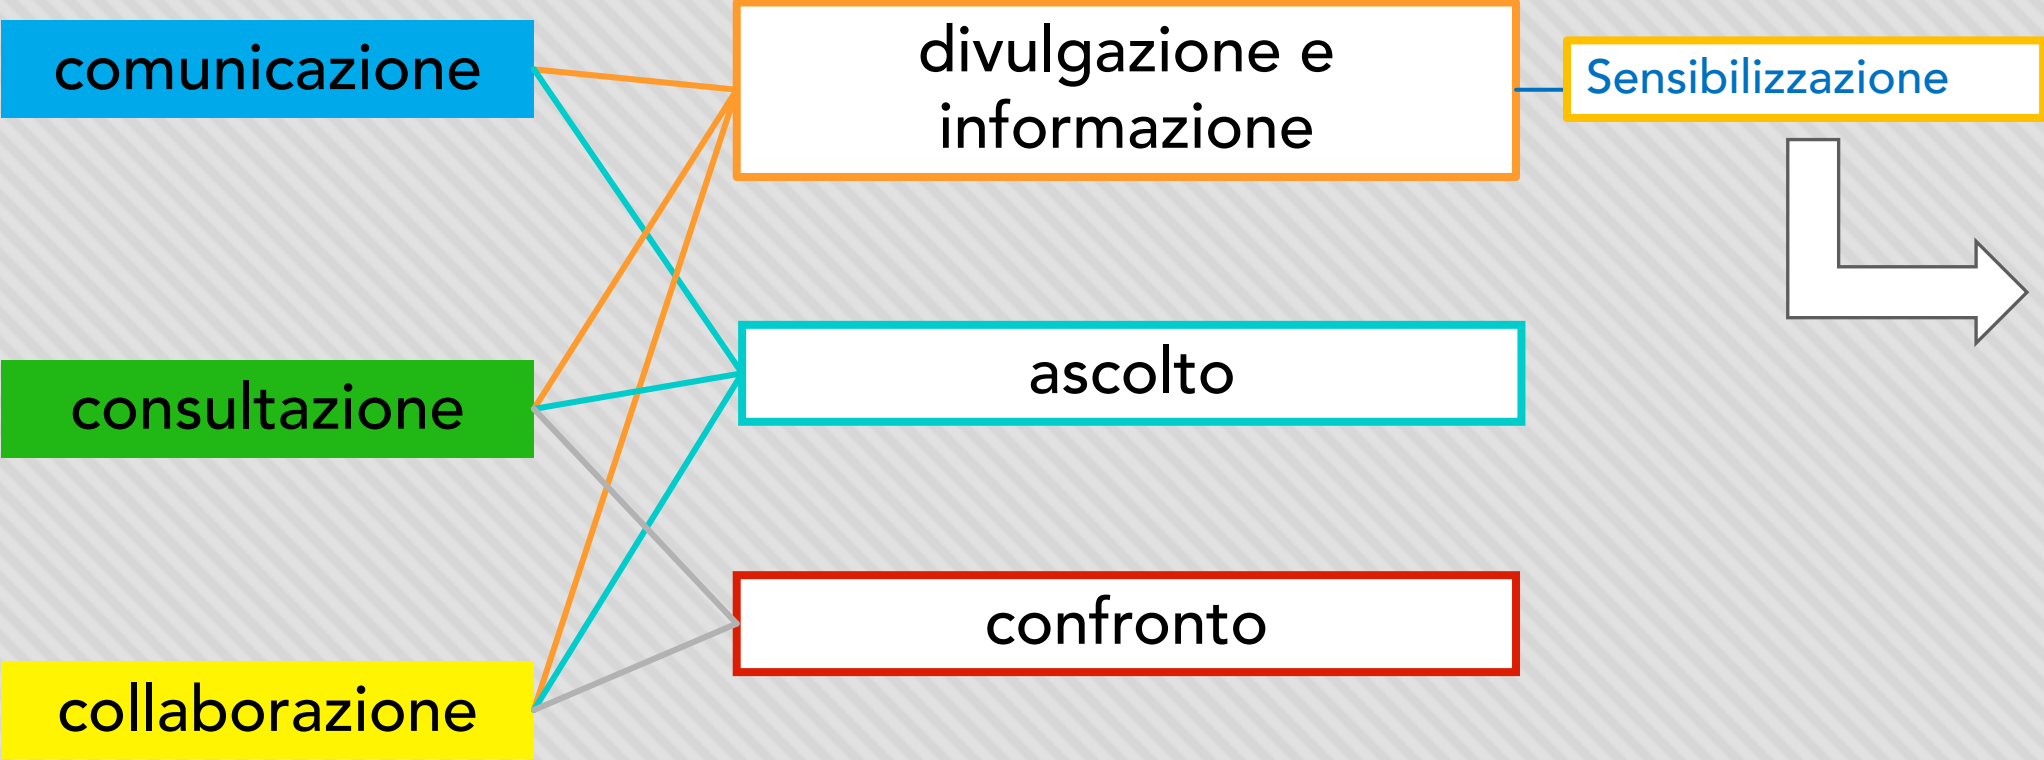 comunicazione
divulgazione e
informazione
Sensibilizzazione
consultazione
ascolto
collaborazione
confronto